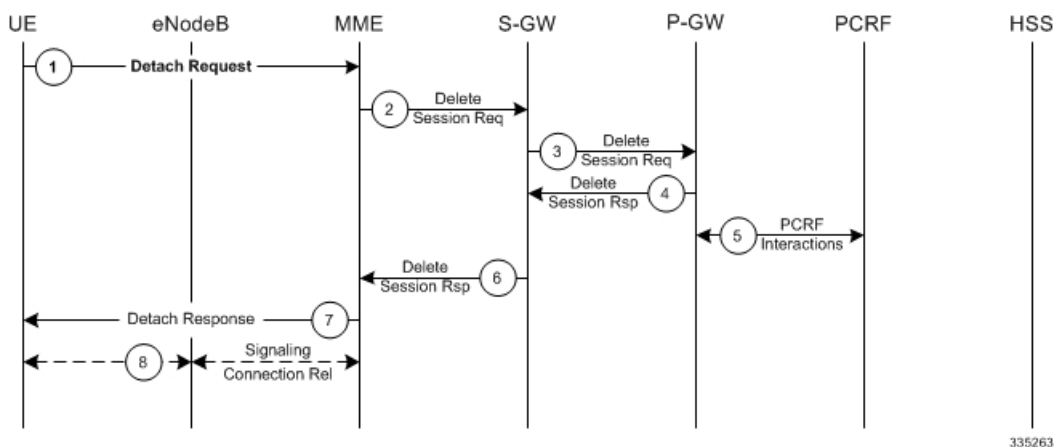 UE eNodeB MME S-GW P-GW PCRF HSS
1 Detach Request
2 Delete
Session Req
3 Delete
Session Req
Delete 4
Session Rsp
5 PCRF
Interactions
Delete 6
Session Rsp
Detach Response 7
8 Signaling
Connection Rel
335263